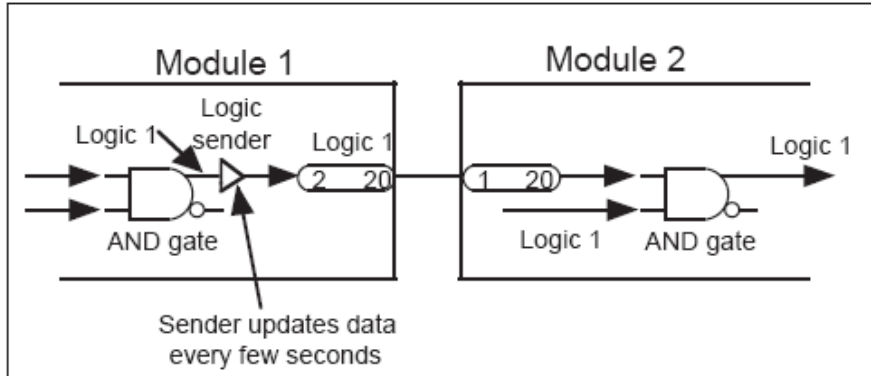 Module 1
Module 2
Logic
sender
Logic 1
Logic 1
Logic 1
2 20
1 20
AND gate
Logic 1
AND gate
Sender updates data
every few seconds